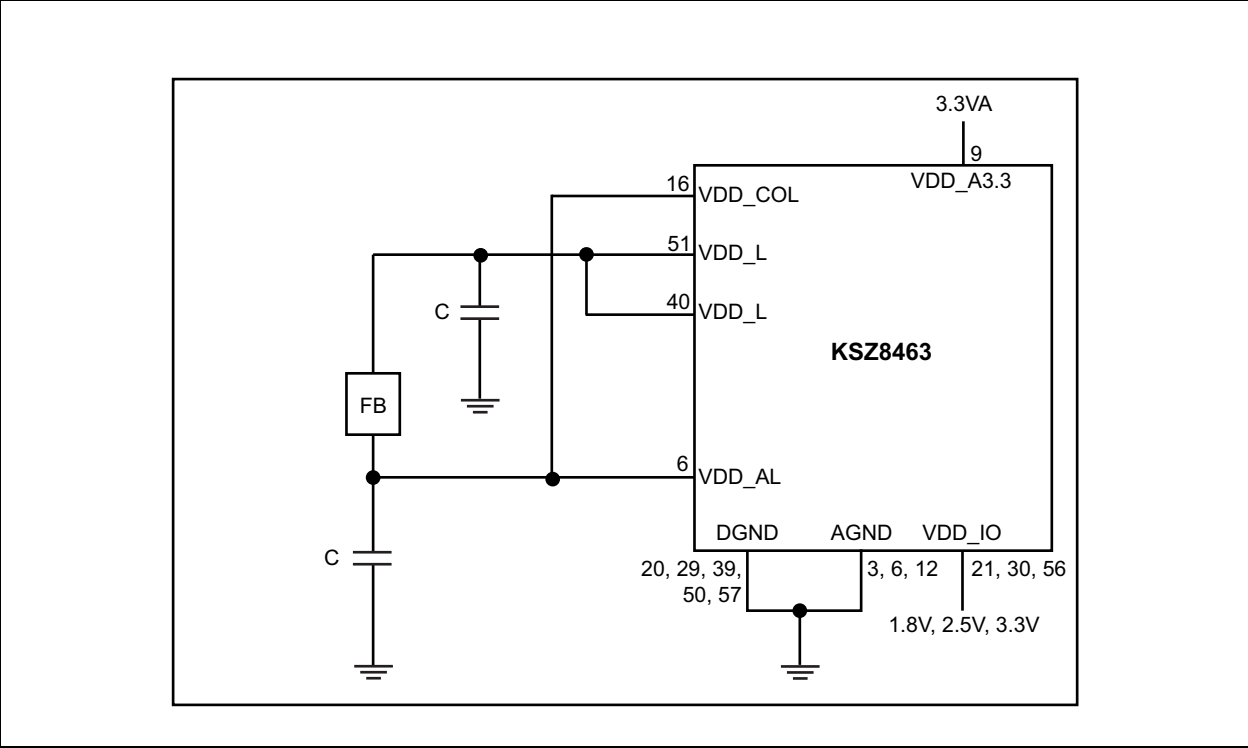 3.3VA
9
VDD_A3.3
16
VDD_COL
51
VDD_L
C
40
VDD_L
KSZ8463
FB
6
VDD_AL
DGND
AGND
VDD_IO
C
20, 29, 39,
50, 57
3, 6, 12
21, 30, 56
1.8V, 2.5V, 3.3V